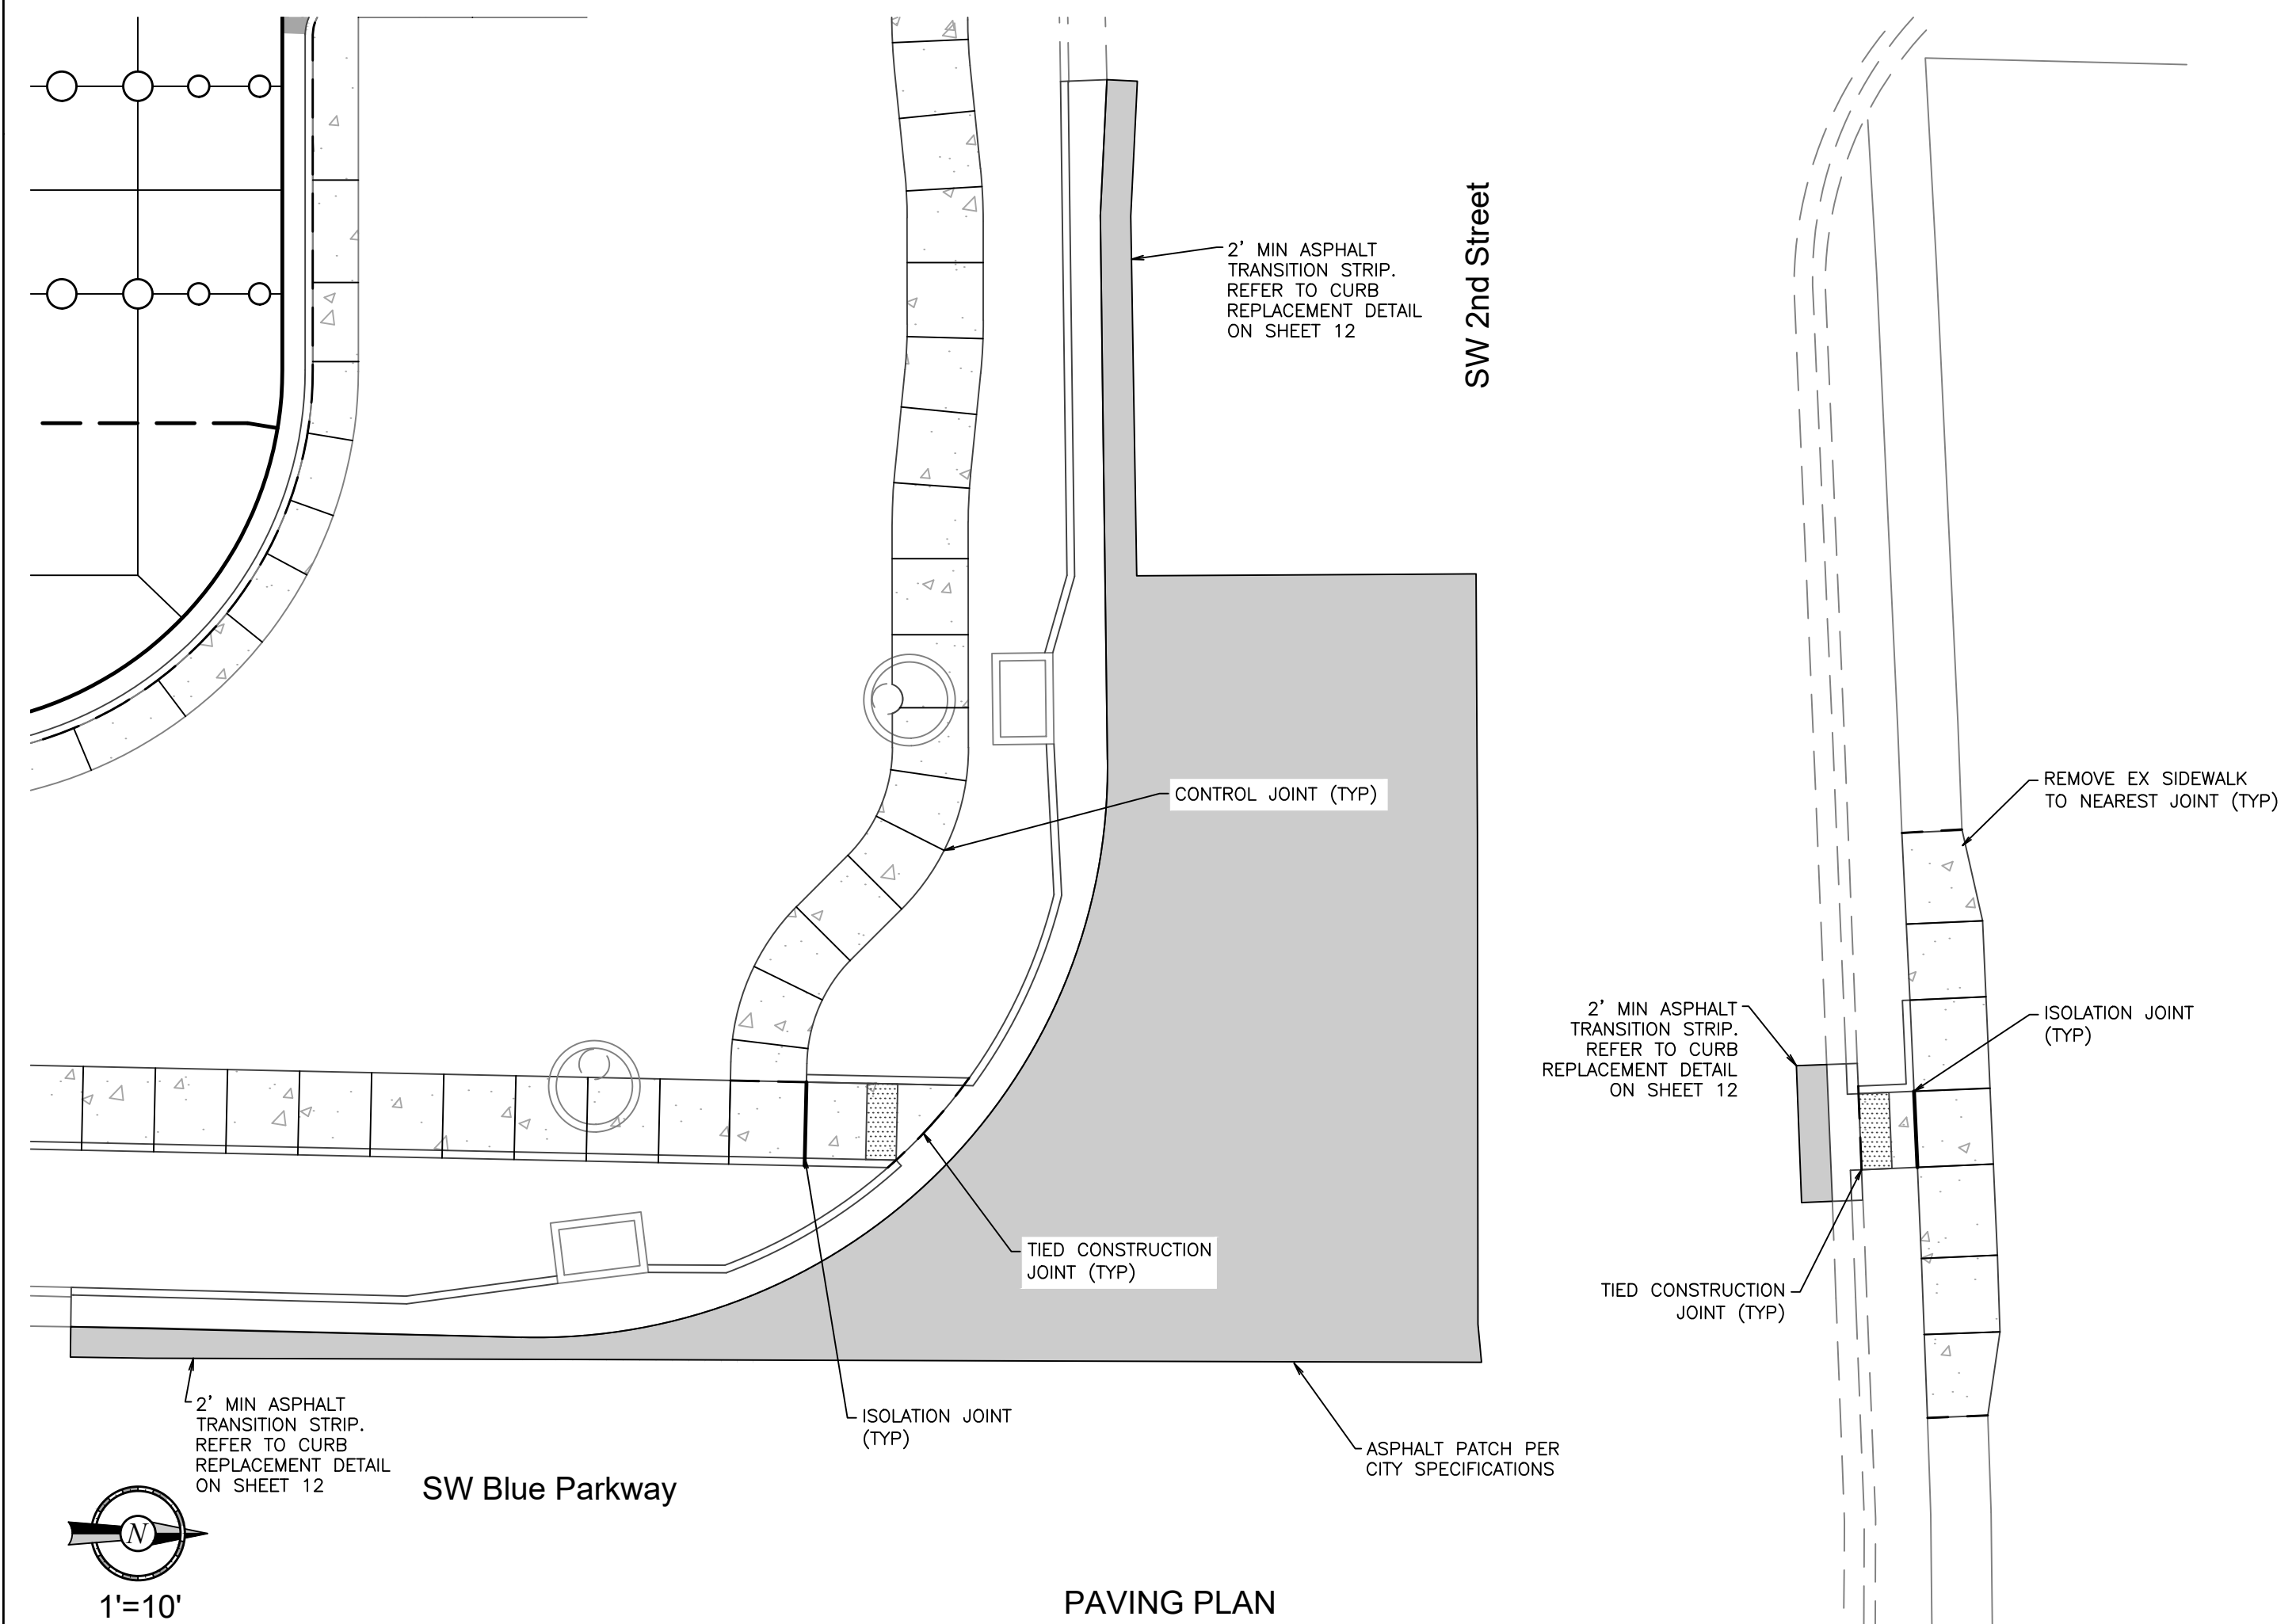 2' MIN ASPHALT
TRANSITION STRIP.
REFER TO CURB
REPLACEMENT DETAIL
ON SHEET 12
SW 2nd Street
CONTROL JOINT (TYP)
REMOVE EX SIDEWALK
TO NEAREST JOINT (TYP)
2' MIN ASPHALT
TRANSITION STRIP.
REFER TO CURB
REPLACEMENT DETAIL
ON SHEET 12
ISOLATION JOINT
(TYP)
TIED CONSTRUCTION
JOINT (TYP)
TIED CONSTRUCTION
JOINT (TYP)
2' MIN ASPHALT
TRANSITION STRIP.
REFER TO CURB
REPLACEMENT DETAIL
ON SHEET 12
ISOLATION JOINT
(TYP)
ASPHALT PATCH PER
CITY SPECIFICATIONS
SW Blue Parkway
N
1'=10'
PAVING PLAN